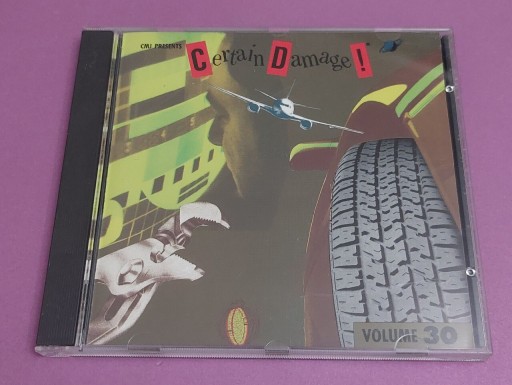 CMJ PRESENTS
Certain Damage!
VOLUME 30